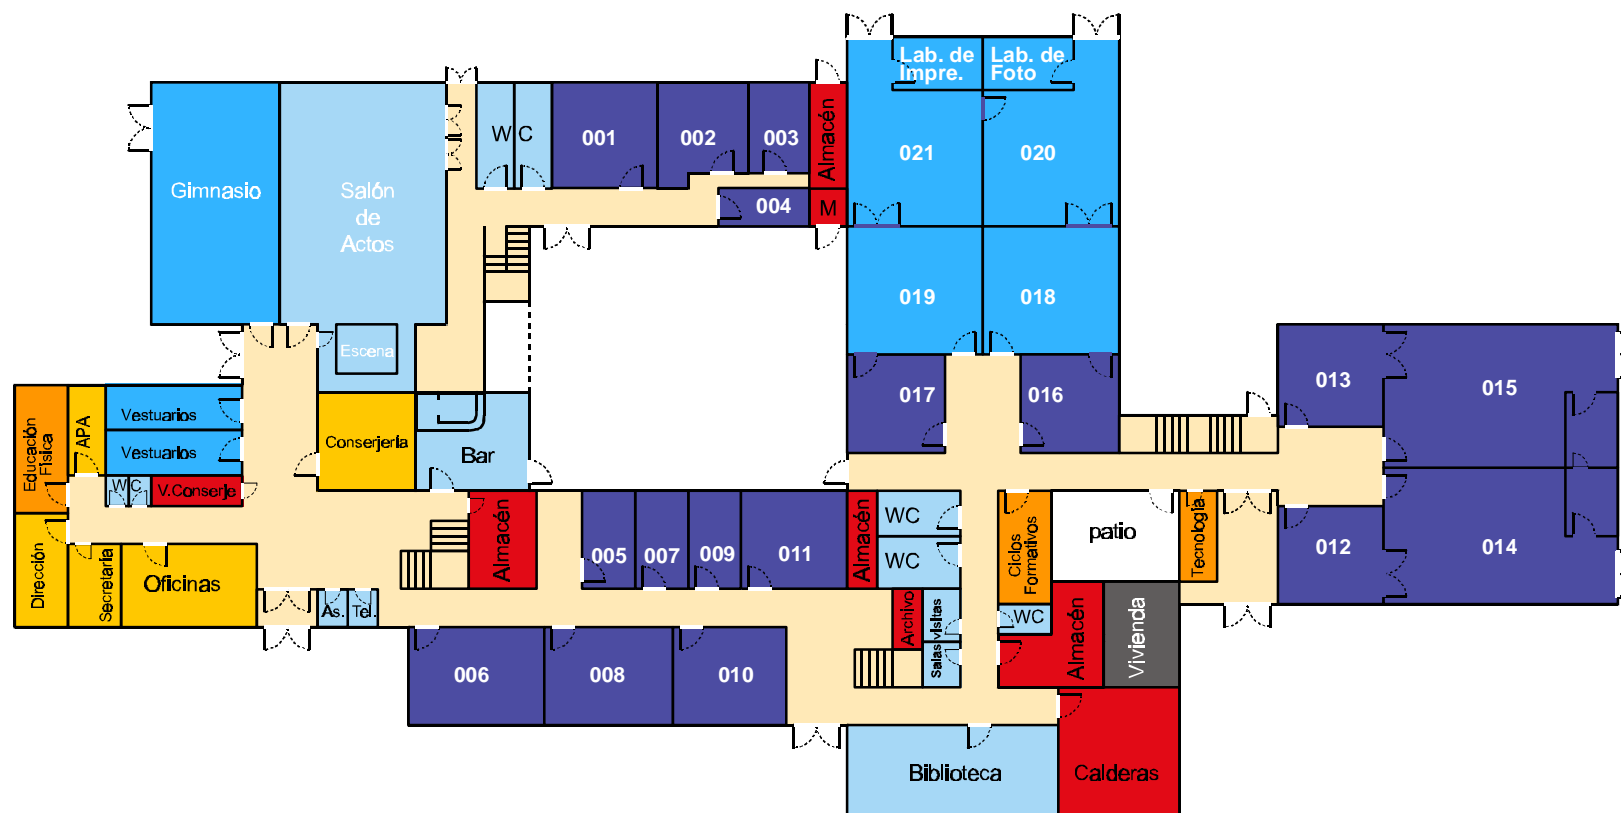 Lab. de
Impre.
Lab. de
Foto
W C
001
002
003
Almacén
021
020
Gimnasio
Salón
de
Actos
004
M
019
018
Escena
017
016
013
015
Educación
Física
APA
Vestuarios
Vestuarios
Conserjería
Bar
W C
V.Conserje
Almacén
005
007
009
011
Almacén
WC
WC
Ciclos
Formativos
patio
Tecnología
012
014
Dirección
Secretaría
Oficinas
As.
Tel.
Archivo
Salas visitas
WC
Almacén
Vivienda
006
008
010
Biblioteca
Calderas